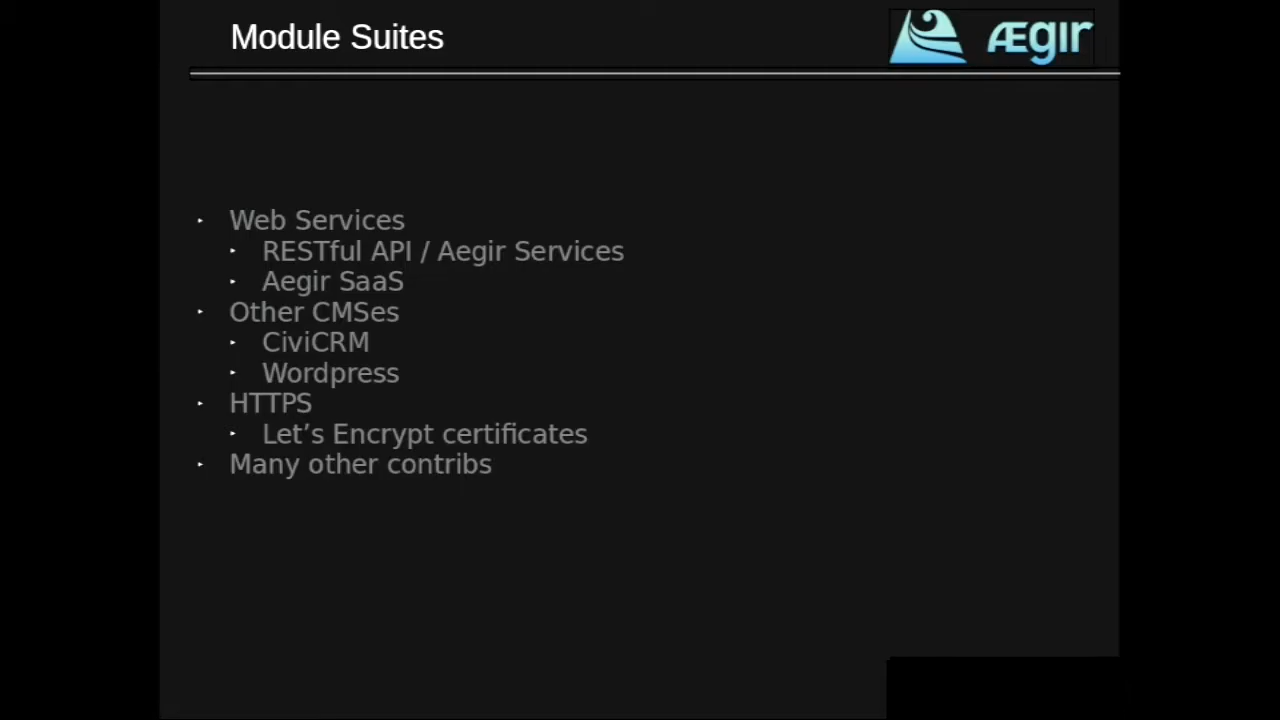 Module Suites
ÆGIr
Web Services
RESTful API / Aegir Services
Aegir SaaS
Other CMSes
CiviCRM
Wordpress
HTTPS
Let’s Encrypt certificates
Many other contribs